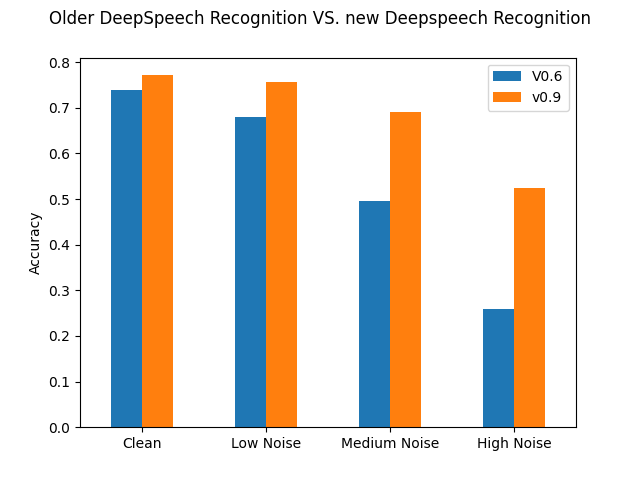 Older DeepSpeech Recognition VS. new Deepspeech Recognition
V0.6
v0.9
Accuracy
0.8
0.7
0.6
0.5
0.4
0.3
0.2
0.1
0.0
Clean
Low Noise
Medium Noise
High Noise